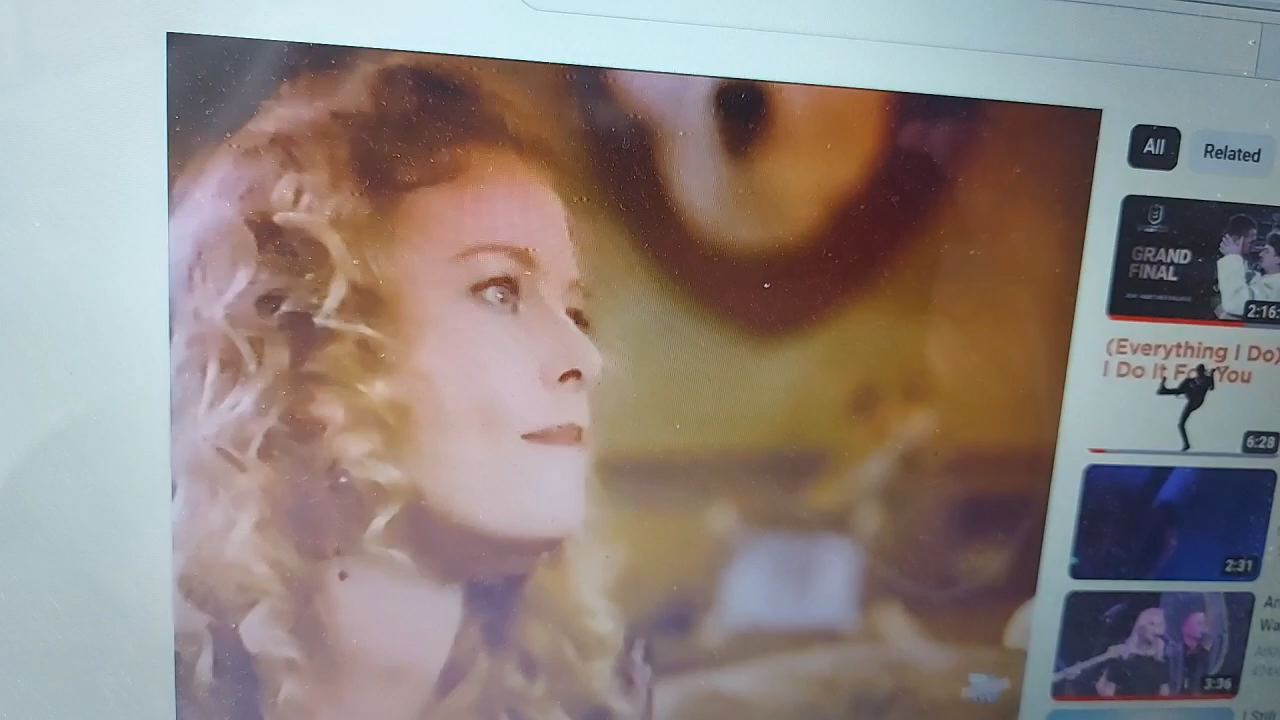 All
Related
GRAND
FINAL
2:16:
(Everything I Do)
I Do It For You
6:28
2:31
3:36